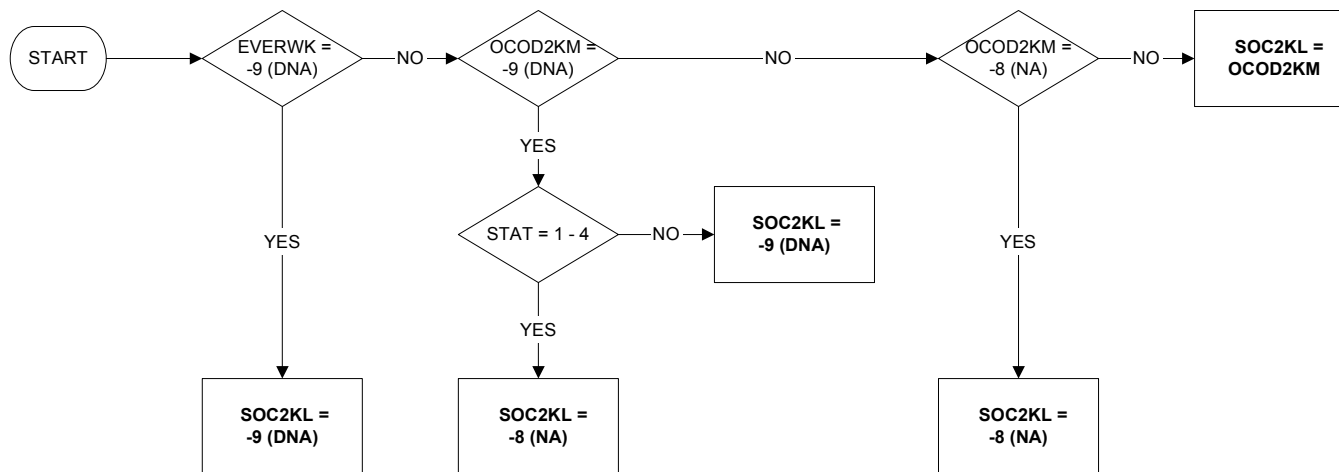 START
EVERWK =
-9 (DNA)
NO
OCOD2KM =
-9 (DNA)
NO
OCOD2KM =
-8 (NA)
NO
SOC2KL =
OCOD2KM
YES
STAT = 1 - 4
NO
SOC2KL =
-9 (DNA)
YES
YES
YES
SOC2KL =
-9 (DNA)
SOC2KL =
-8 (NA)
SOC2KL =
-8 (NA)